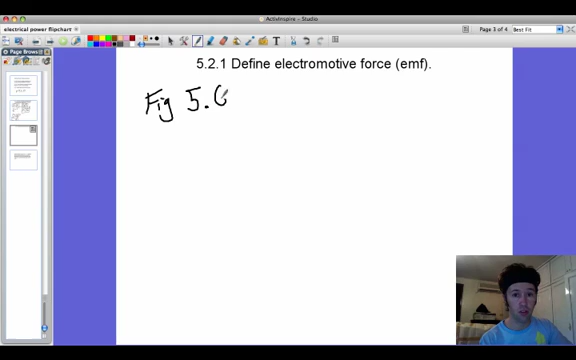 ActivInspire – Studio
electrical power flipchart
Page 3 of 4
Best Fit
Page Brows
5.2.1 Define electromotive force (emf).
Fig 5.6